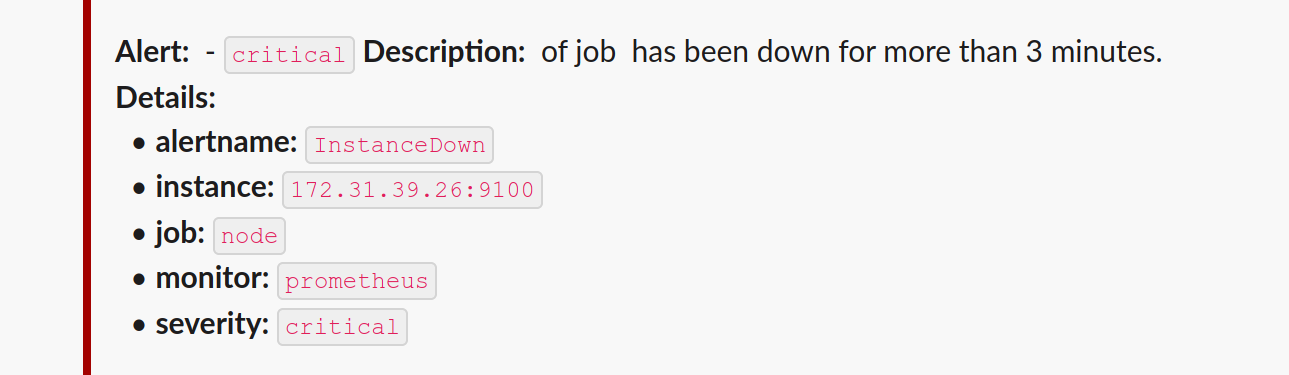 Alert: - critical Description: of job has been down for more than 3 minutes.
Details:
• alertname: InstanceDown
• instance: 172.31.39.26:9100
• job: node
• monitor: prometheus
• severity: critical